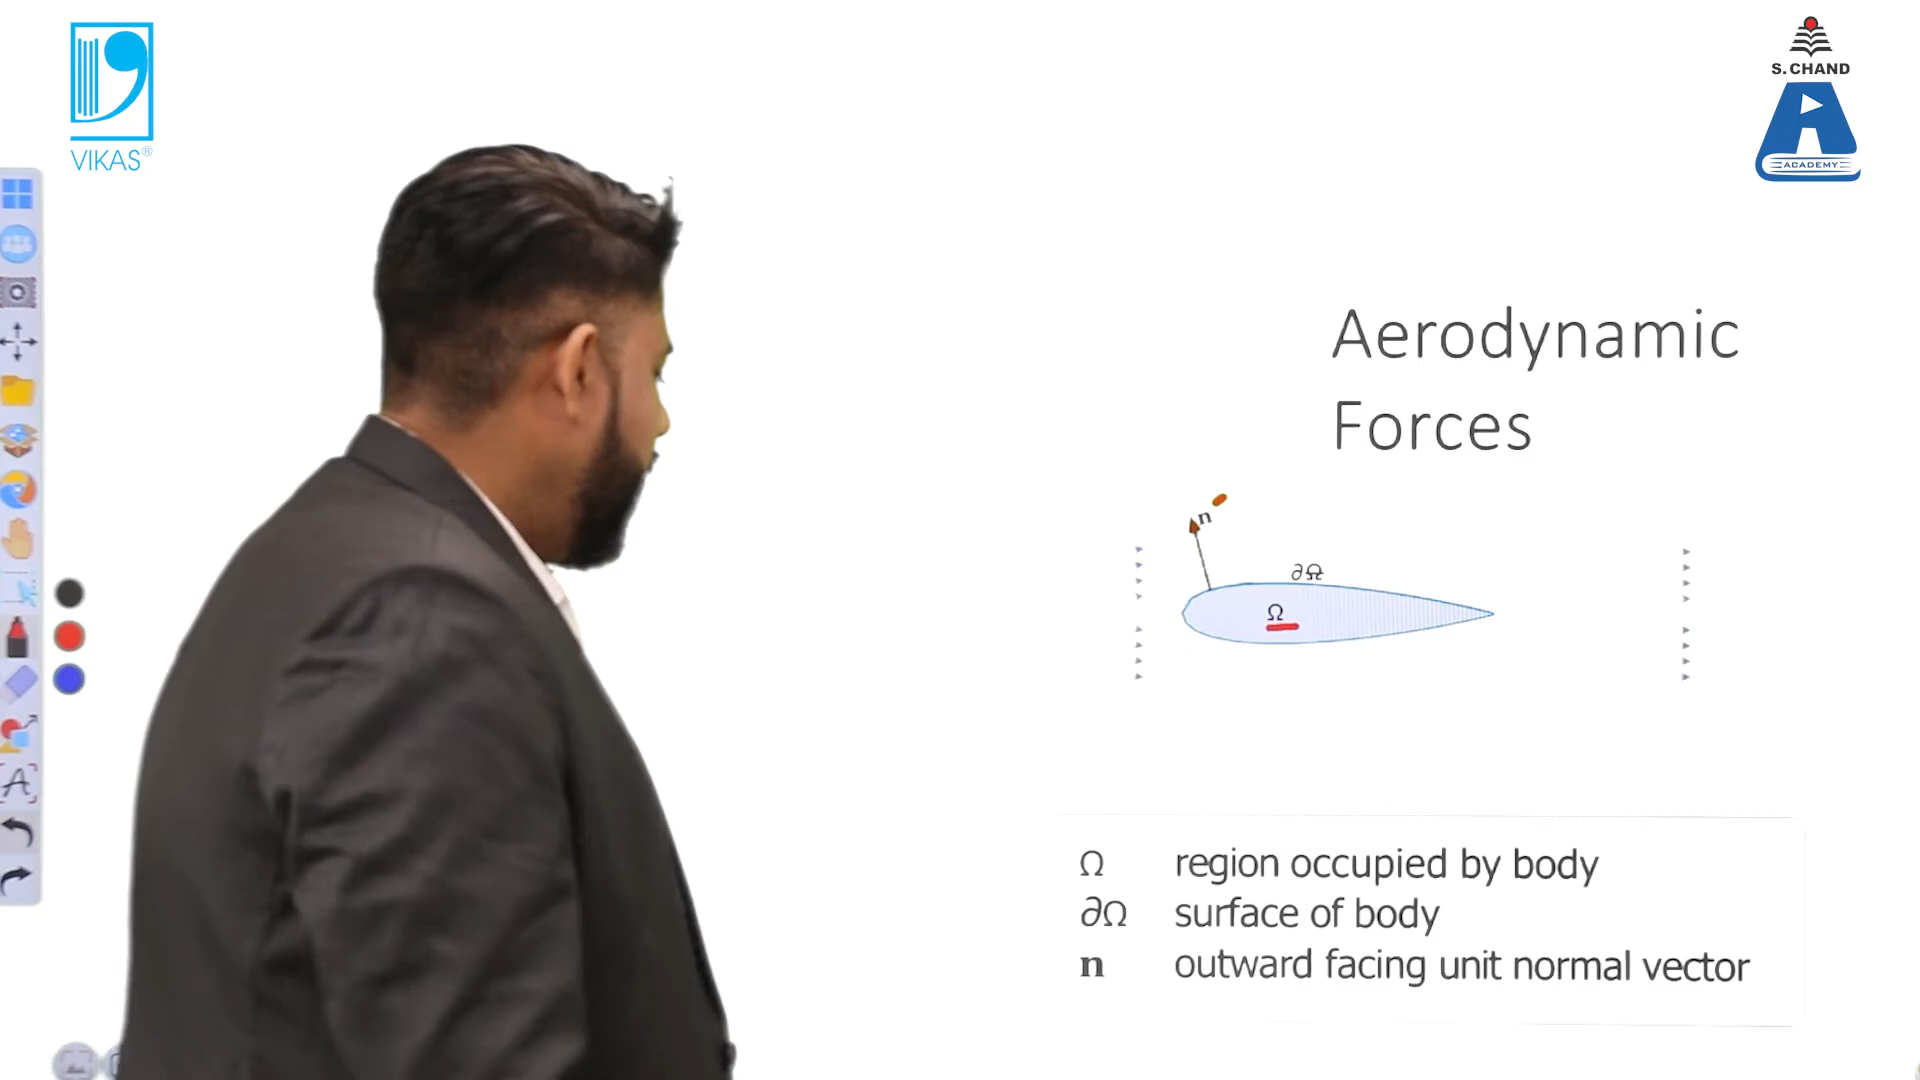 VIKAS®
S. CHAND
ACADEMY
Aerodynamic
Forces
n
∂Ω
Ω
Ω region occupied by body
∂Ω surface of body
n outward facing unit normal vector